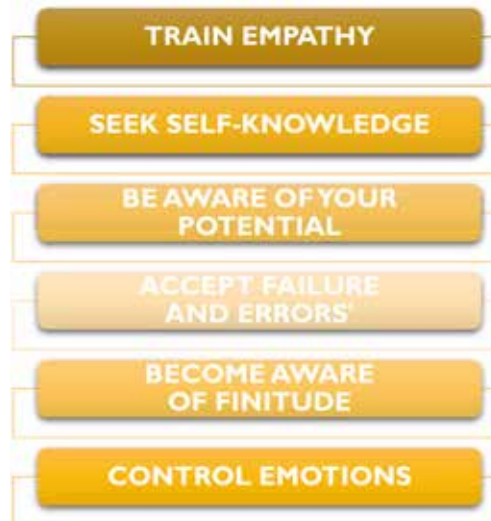 TRAIN EMPATHY
SEEK SELF-KNOWLEDGE
BE AWARE OF YOUR
POTENTIAL
ACCEPT FAILURE
AND ERRORS'
BECOME AWARE
OF FINITUDE
CONTROL EMOTIONS